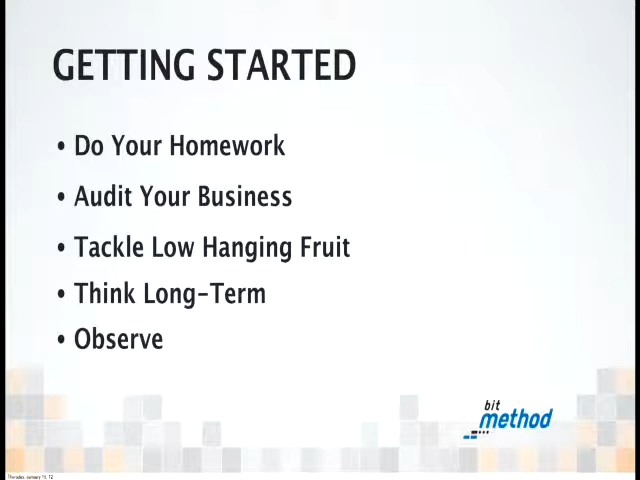 GETTING STARTED
• Do Your Homework
• Audit Your Business
• Tackle Low Hanging Fruit
• Think Long-Term
• Observe
bit
method